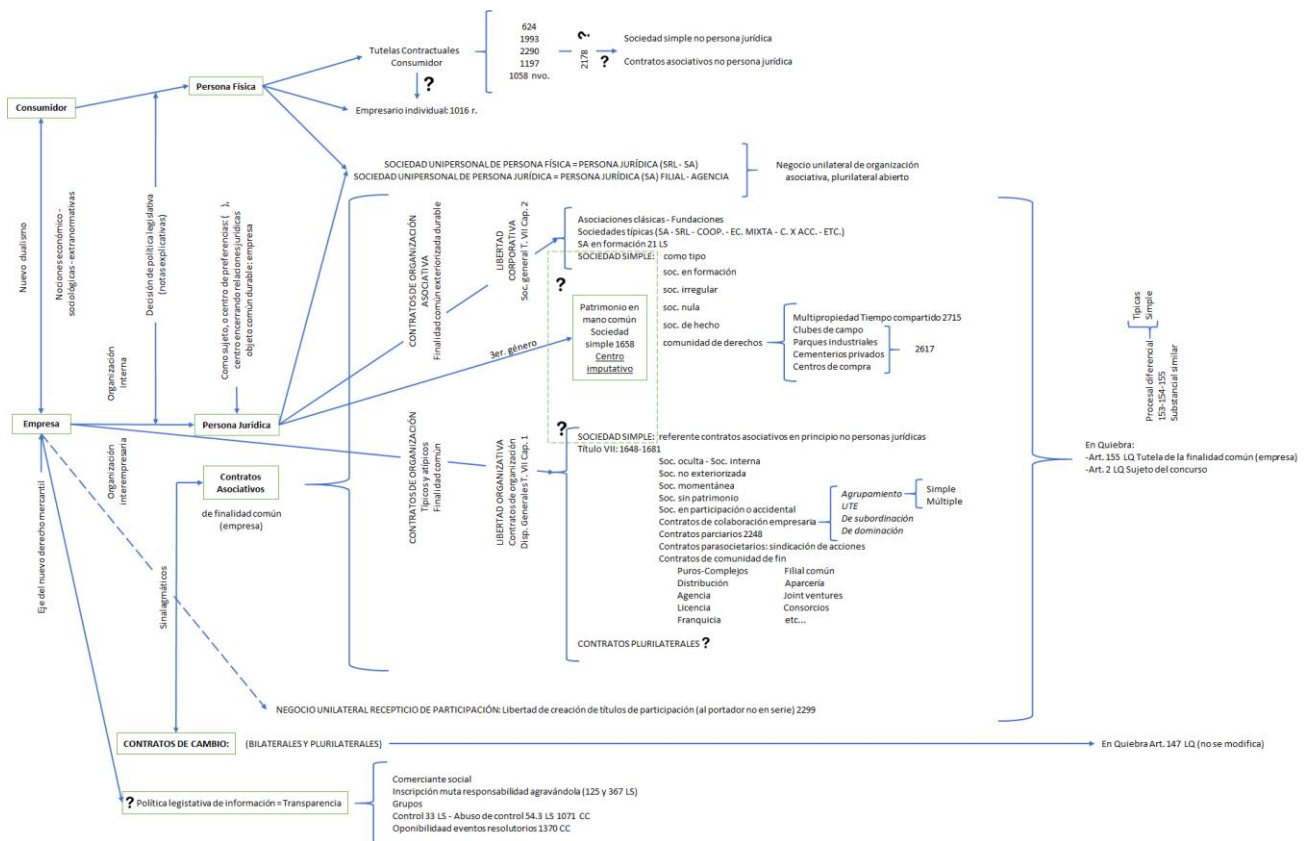 624
1993
2290
1197
1058 nvo.
Tutelas Contractuales
Consumidor
?
2178
?
?
Sociedad simple no persona jurídica
Contratos asociativos no persona jurídica
Persona Física
Consumidor
Empresario individual: 1016 r.
SOCIEDAD UNIPERSONAL DE PERSONA FÍSICA = PERSONA JURÍDICA (SRL - SA)
SOCIEDAD UNIPERSONAL DE PERSONA JURÍDICA = PERSONA JURÍDICA (SA) FILIAL - AGENCIA
Negocio unilateral de organización
asociativa, plurilateral abierto
Nuevo dualismo
Nociones económico -
sociológicas - extranormativas
Decisión de política legislativa
(notas explicativas)
Como sujeto, o centro de preferencias: (   ),
centro encerrando relaciones jurídicas
objeto común durable: empresa
Organización
interna
CONTRATOS DE ORGANIZACIÓN
ASOCIATIVA
Finalidad común exteriorizada durable
LIBERTAD
CORPORATIVA
Soc. general T. VII Cap. 2
Asociaciones clásicas - Fundaciones
Sociedades típicas (SA - SRL - COOP. - EC. MIXTA - C. X ACC. - ETC.)
SA en formación 21 LS
SOCIEDAD SIMPLE: como tipo
soc. en formación
soc. irregular
soc. nula
soc. de hecho
comunidad de derechos
?
Patrimonio en
mano común
Sociedad
simple 1658
Centro
imputativo
3er. género
Multipropiedad Tiempo compartido 2715
Clubes de campo
Parques industriales
Cementerios privados
Centros de compra
2617
Típicas
Simple
Procesal diferencial
153-154-155
Substancial similar
Empresa
Persona Jurídica
Organización
interempresaria
Contratos
Asociativos
de finalidad común
(empresa)
CONTRATOS DE ORGANIZACIÓN
Típicos y atípicos
Finalidad común
LIBERTAD ORGANIZATIVA
Contratos de organización
Disp. Generales T. VII Cap. 1
?
SOCIEDAD SIMPLE: referente contratos asociativos en principio no personas jurídicas
Título VII: 1648-1681
Soc. oculta - Soc. interna
Soc. no exteriorizada
Soc. momentánea
Soc. sin patrimonio
Soc. en participación o accidental
Contratos de colaboración empresaria
Contratos parciarios 2248
Contratos parasocietarios: sindicación de acciones
Contratos de comunidad de fin
Puros-Complejos Filial común
Distribución Aparcería
Agencia Joint ventures
Licencia Consorcios
Franquicia etc...
Agrupamiento
UTE
De subordinación
De dominación
Simple
Múltiple
En Quiebra:
-Art. 155 LQ Tutela de la finalidad común (empresa)
-Art. 2 LQ Sujeto del concurso
CONTRATOS PLURILATERALES ?
Eje del nuevo derecho mercantil
Sinalagmáticos
NEGOCIO UNILATERAL RECEPTICIO DE PARTICIPACIÓN: Libertad de creación de títulos de participación (al portador no en serie) 2299
CONTRATOS DE CAMBIO: (BILATERALES Y PLURILATERALES)
En Quiebra Art. 147 LQ (no se modifica)
? Política legistativa de información = Transparencia
Comerciante social
Inscripción muta responsabilidad agravándola (125 y 367 LS)
Grupos
Control 33 LS - Abuso de control 54.3 LS 1071 CC
Oponibilidaad eventos resolutorios 1370 CC